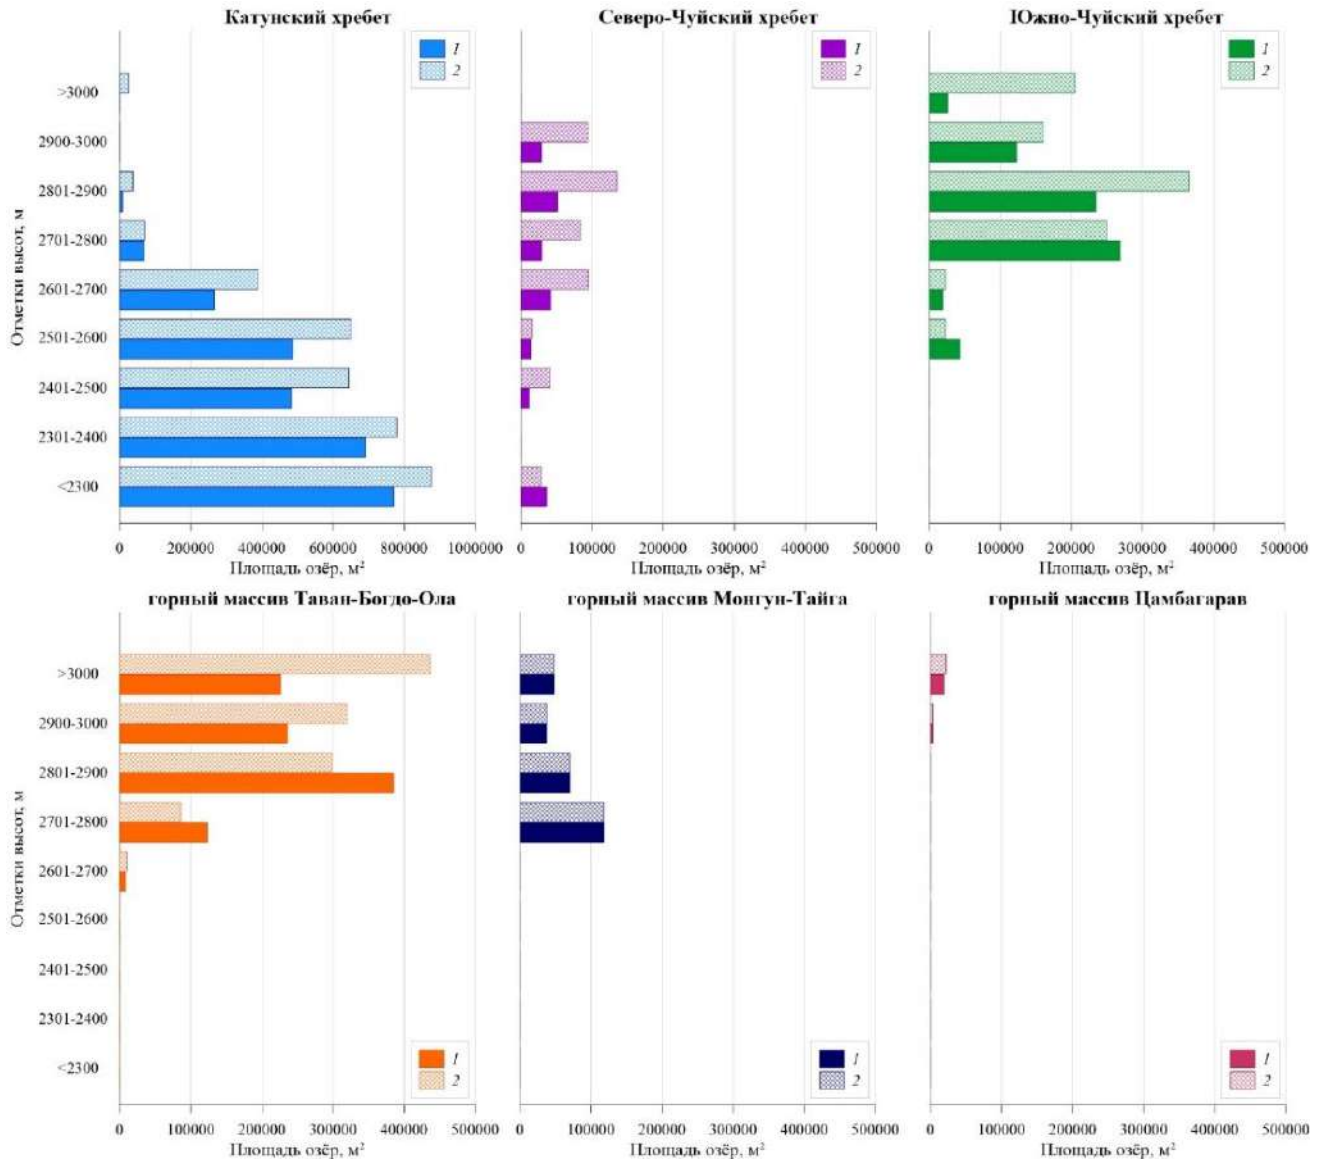 Катунский хребет
1
2
>3000
2900-3000
2801-2900
2701-2800
2601-2700
2501-2600
2401-2500
2301-2400
<2300
Отметки высот, м
0 200000 400000 600000 800000 1000000
Площадь озёр, м²
Северо-Чуйский хребет
1
2
0 100000 200000 300000 400000 500000
Площадь озёр, м²
Южно-Чуйский хребет
1
2
0 100000 200000 300000 400000 500000
Площадь озёр, м²
горный массив Таван-Богдо-Ола
>3000
2900-3000
2801-2900
2701-2800
2601-2700
2501-2600
2401-2500
2301-2400
<2300
Отметки высот, м
1
2
0 100000 200000 300000 400000 500000
Площадь озёр, м²
горный массив Монгун-Тайга
1
2
0 100000 200000 300000 400000 500000
Площадь озёр, м²
горный массив Цамбагарав
1
2
0 100000 200000 300000 400000 500000
Площадь озёр, м²